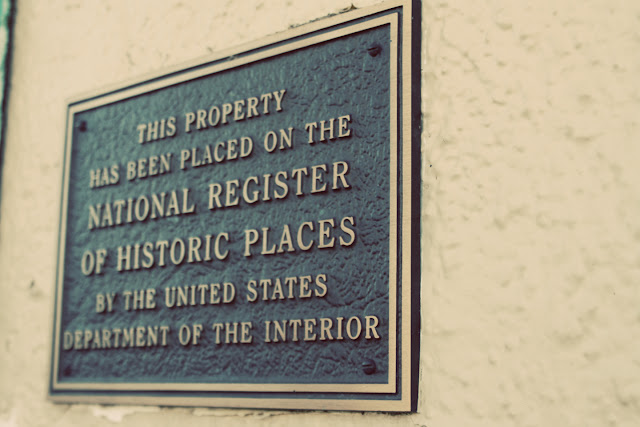 THIS PROPERTY
HAS BEEN PLACED ON THE
NATIONAL REGISTER
OF HISTORIC PLACES
BY THE UNITED STATES
DEPARTMENT OF THE INTERIOR